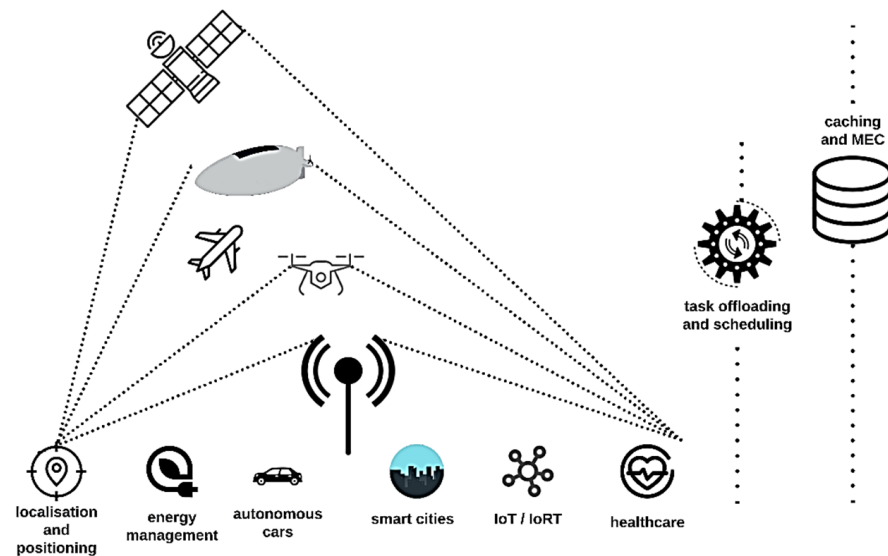 caching
and MEC
task offloading
and scheduling
localisation
and
positioning
energy
management
autonomous
cars
smart cities
IoT / IoRT
healthcare